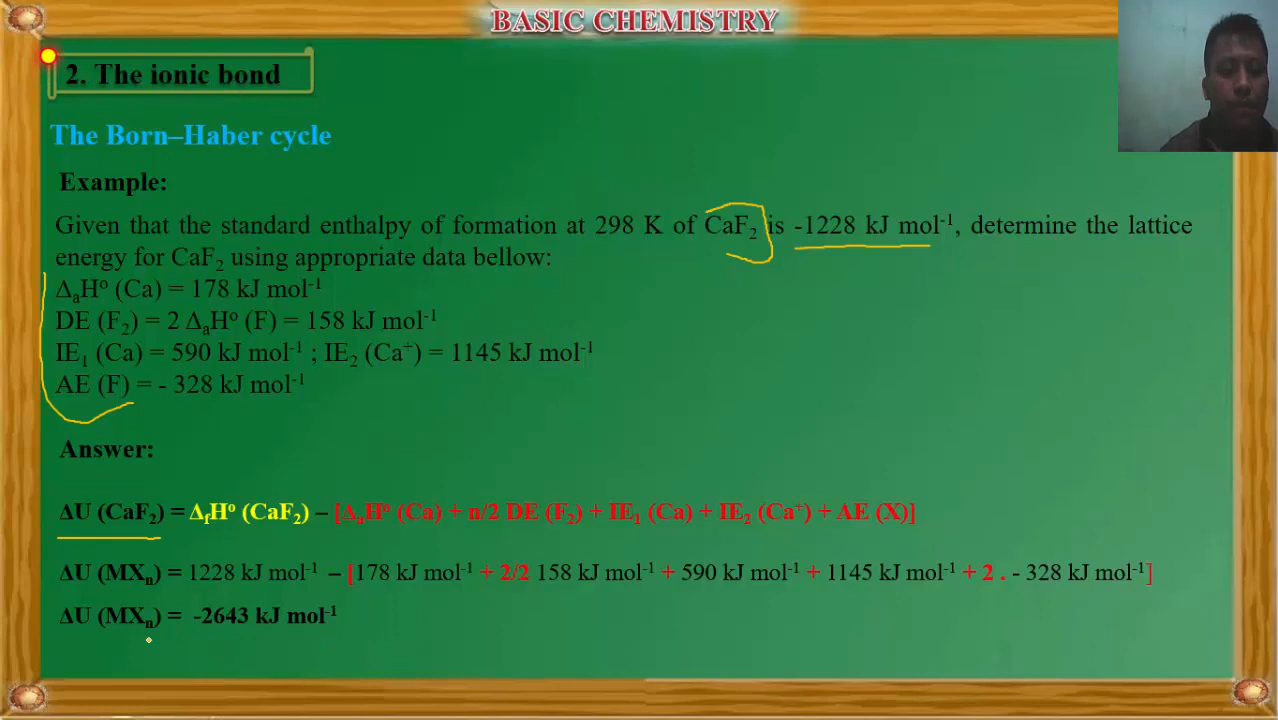 BASIC CHEMISTRY
2. The ionic bond
The Born–Haber cycle
Example:
Given that the standard enthalpy of formation at 298 K of CaF₂ is -1228 kJ mol⁻¹, determine the lattice
energy for CaF₂ using appropriate data bellow:
ΔₐHᵒ (Ca) = 178 kJ mol⁻¹
DE (F₂) = 2 ΔₐHᵒ (F) = 158 kJ mol⁻¹
IE₁ (Ca) = 590 kJ mol⁻¹ ; IE₂ (Ca⁺) = 1145 kJ mol⁻¹
AE (F) = - 328 kJ mol⁻¹
Answer:
ΔU (CaF₂) = Δ_fHᵒ (CaF₂) – [ΔₐHᵒ (Ca) + n/2 DE (F₂) + IE₁ (Ca) + IE₂ (Ca⁺) + AE (X)]
ΔU (MXₙ) = 1228 kJ mol⁻¹ – [178 kJ mol⁻¹ + 2/2 158 kJ mol⁻¹ + 590 kJ mol⁻¹ + 1145 kJ mol⁻¹ + 2 . - 328 kJ mol⁻¹]
ΔU (MXₙ) = -2643 kJ mol⁻¹